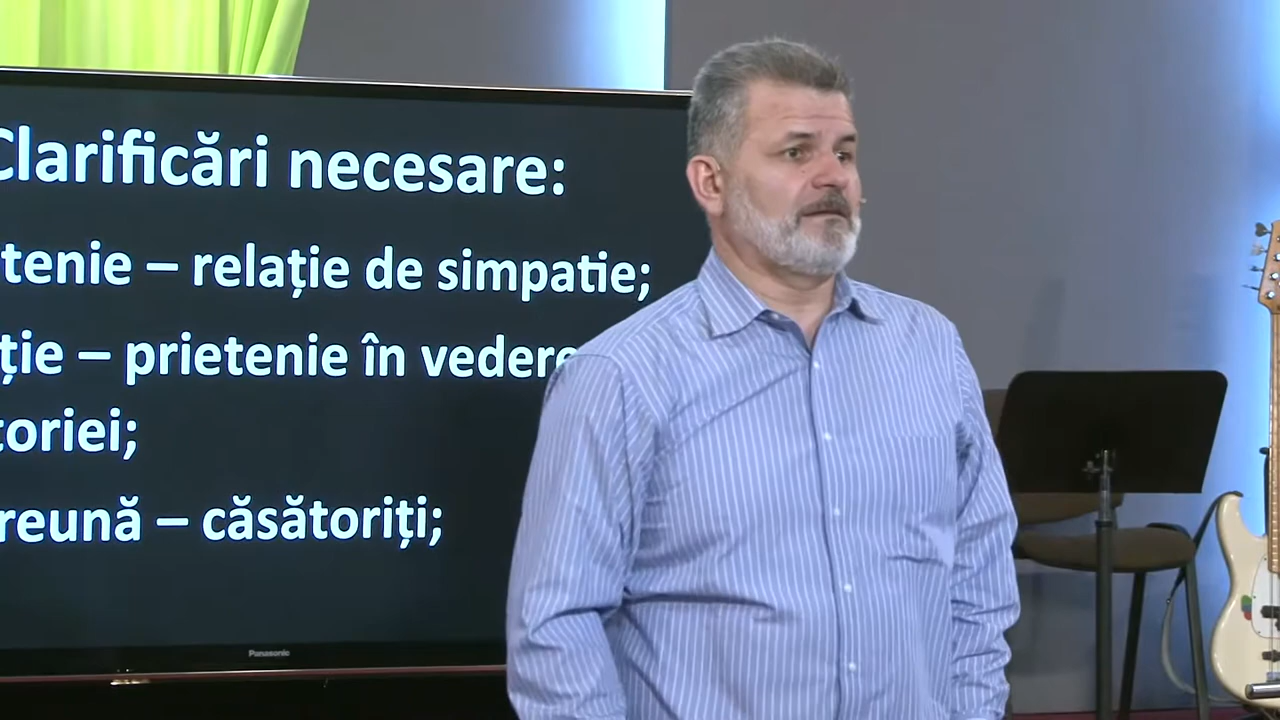 Clarificări necesare:
tenie – relație de simpatie;
ție – prietenie în vedere
toriei;
reună – căsătoriți;
Panasonic